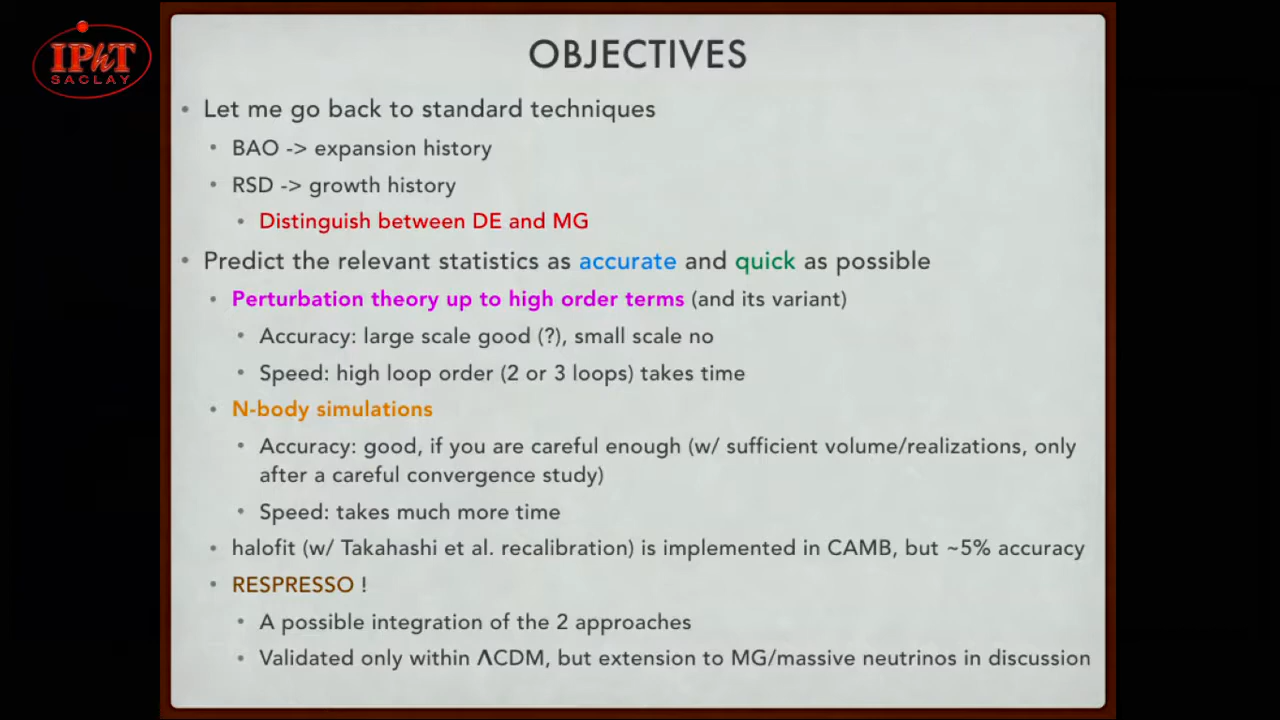 IPhT
SACLAY
OBJECTIVES
• Let me go back to standard techniques
• BAO -> expansion history
• RSD -> growth history
• Distinguish between DE and MG
• Predict the relevant statistics as accurate and quick as possible
• Perturbation theory up to high order terms (and its variant)
• Accuracy: large scale good (?), small scale no
• Speed: high loop order (2 or 3 loops) takes time
• N-body simulations
• Accuracy: good, if you are careful enough (w/ sufficient volume/realizations, only
after a careful convergence study)
• Speed: takes much more time
• halofit (w/ Takahashi et al. recalibration) is implemented in CAMB, but ~5% accuracy
• RESPRESSO !
• A possible integration of the 2 approaches
• Validated only within ΛCDM, but extension to MG/massive neutrinos in discussion